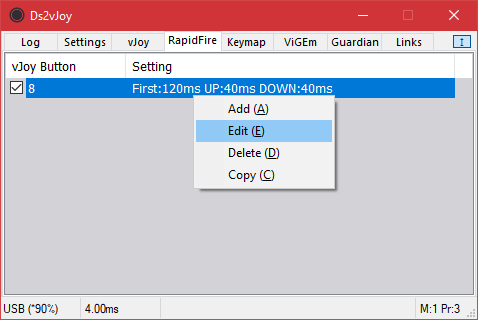 Ds2vJoy
Log Settings vJoy RapidFire Keymap ViGEm Guardian Links I
vJoy Button Setting
8 First:120ms UP:40ms DOWN:40ms
Add (A)
Edit (E)
Delete (D)
Copy (C)
USB (*90%) 4.00ms M:1 Pr:3